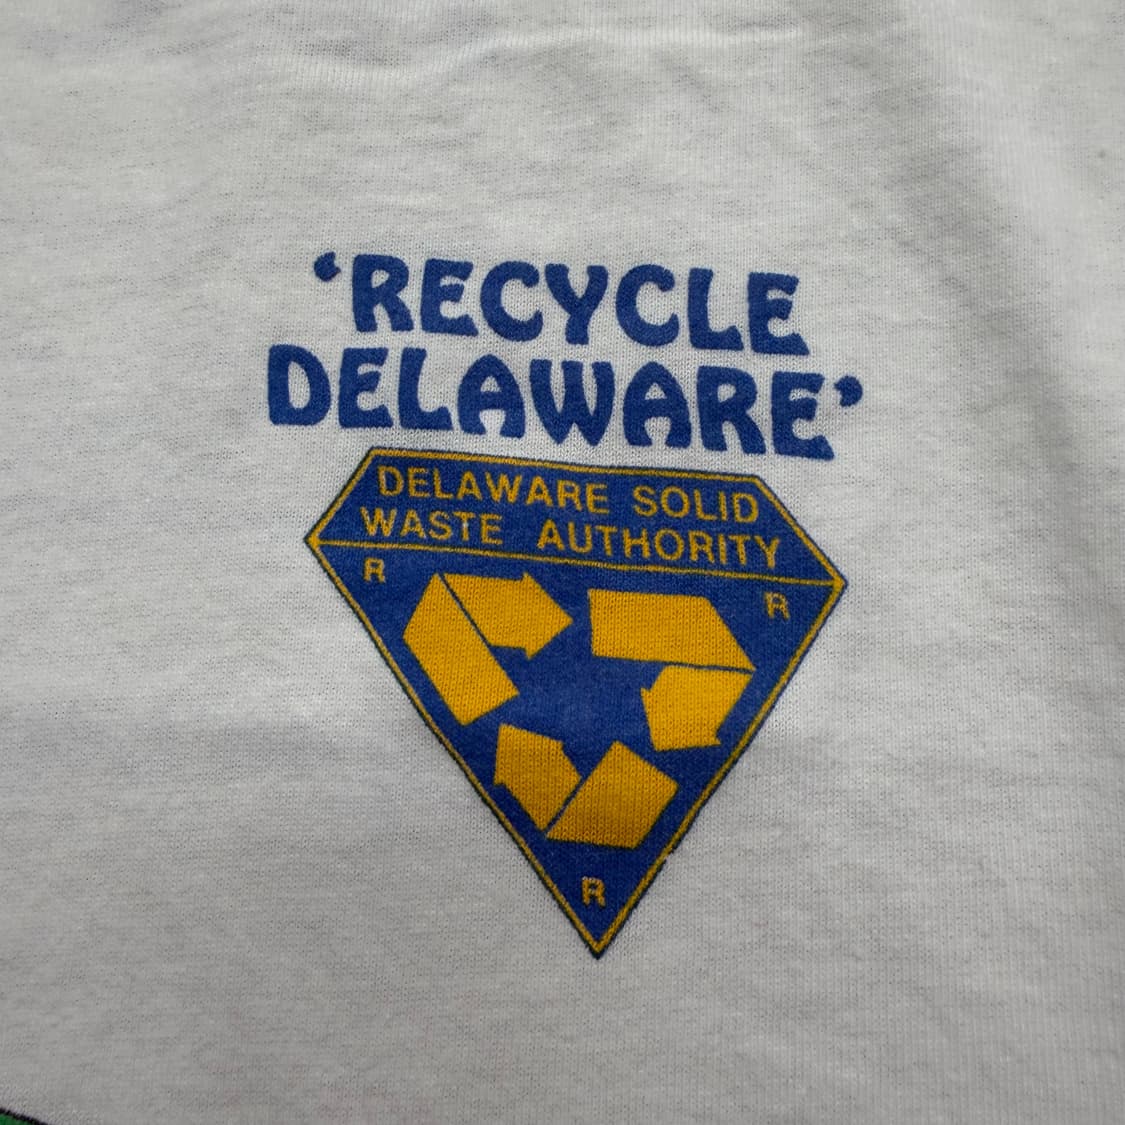 ‘RECYCLE
DELAWARE’
DELAWARE SOLID
WASTE AUTHORITY
R
R
R